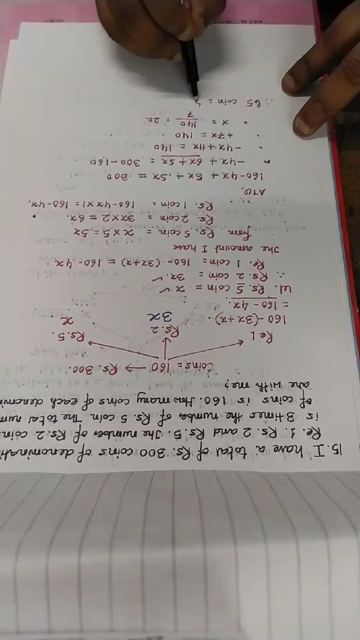 15. I have a total of Rs. 300 coins of denomina
Re. 1, Rs. 2 and Rs. 5. The number of Rs. 2 coin
is 3 times the number of Rs. 5 coin. The total num
of coins is 160. How many coins of each denomin
are with me;
Coins = 160 → Rs. 300.
Re 1 Rs. 2 Rs. 5.
160-(3x+x). 3x x
= 160-4x.
No. Rs. 5 coin = x ✓
∴ Rs. 2 coin = 3x ✓
Re. 1 coin = 160-(3x+x) = 160-4x
The amount I have
from Rs. 5 coin = x × 5 = 5x
Rs. 2 coin = 3x × 2 = 6x.
Rs. 1 coin = 160-4x × 1 = 160-4x.
ATQ.
160-4x + 6x + 5x = 300
-4x + 6x + 5x = 300-160
-4x + 11x = 140
+7x = 140
x = 140/7 = 20.
∴ Rs 5 coin =